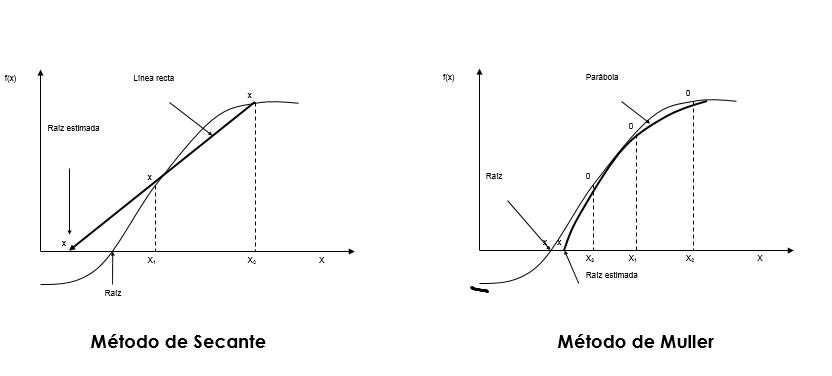 f(x)
Línea recta
x
Raíz estimada
x
x
X₁
X₀
X
Raíz
Método de Secante
f(x)
Parábola
0
0
0
Raíz
x
x
X₂
X₁
X₀
X
Raíz estimada
Método de Muller